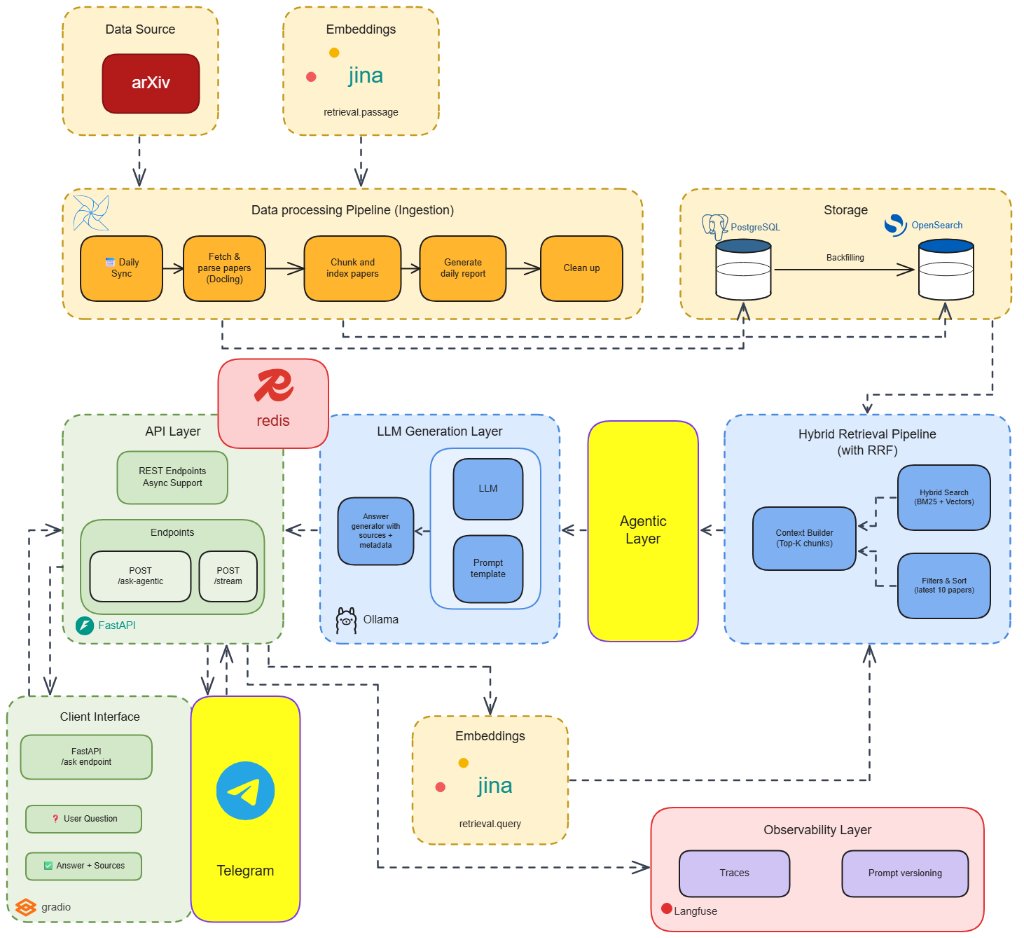 Data Source
arXiv
Embeddings
jina
retrieval.passage
Data processing Pipeline (Ingestion)
Daily
Sync
Fetch &
parse papers
(Docling)
Chunk and
index papers
Generate
daily report
Clean up
Storage
PostgreSQL
OpenSearch
Backfilling
redis
API Layer
REST Endpoints
Async Support
Endpoints
POST
/ask-agentic
POST
/stream
FastAPI
LLM Generation Layer
LLM
Answer
generator with
sources +
metadata
Prompt
template
Ollama
Agentic
Layer
Hybrid Retrieval Pipeline
(with RRF)
Hybrid Search
(BM25 + Vectors)
Context Builder
(Top-K chunks)
Filters & Sort
(latest 10 papers)
Client Interface
FastAPI
/ask endpoint
User Question
Answer + Sources
gradio
Telegram
Embeddings
jina
retrieval.query
Observability Layer
Traces
Prompt versioning
Langfuse